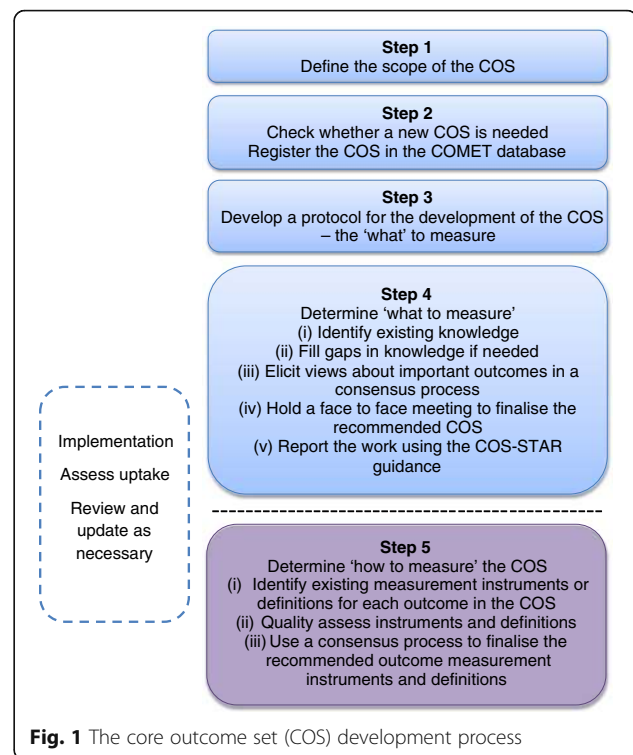 Step 1
Define the scope of the COS
Step 2
Check whether a new COS is needed
Register the COS in the COMET database
Step 3
Develop a protocol for the development of the COS
– the 'what' to measure
Step 4
Determine 'what to measure'
(i) Identify existing knowledge
(ii) Fill gaps in knowledge if needed
(iii) Elicit views about important outcomes in a
consensus process
(iv) Hold a face to face meeting to finalise the
recommended COS
(v) Report the work using the COS-STAR
guidance
Implementation
Assess uptake
Review and
update as
necessary
Step 5
Determine 'how to measure' the COS
(i) Identify existing measurement instruments or
definitions for each outcome in the COS
(ii) Quality assess instruments and definitions
(iii) Use a consensus process to finalise the
recommended outcome measurement
instruments and definitions
Fig. 1 The core outcome set (COS) development process